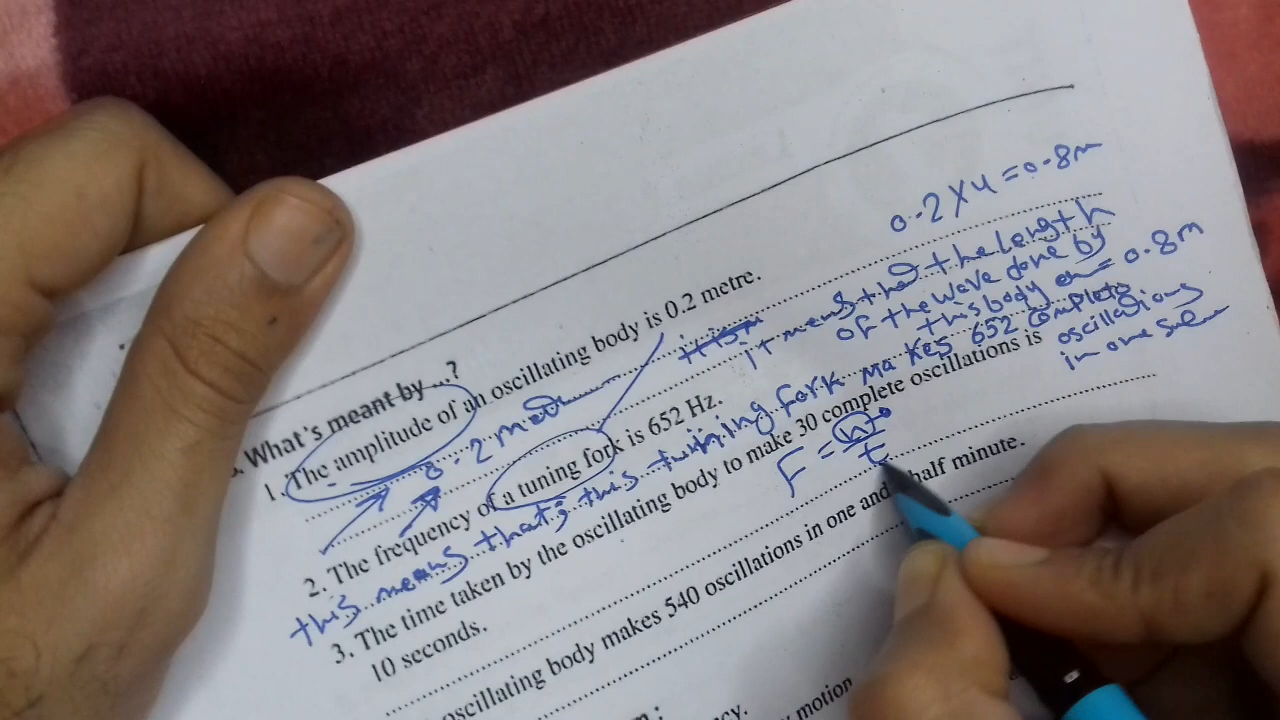 0.2 X 4 = 0.8m
What's meant by...?
1. The amplitude of an oscillating body is 0.2 metre.
it means that the length
of the wave done by
this body = 0.8m
2. The frequency of a tuning fork is 652 Hz.
this means that; this tuning fork makes 652 complete
oscillations
in one
3. The time taken by the oscillating body to make 30 complete oscillations is
10 seconds.
F = n / t
oscillating body makes 540 oscillations in one and half minute.
motion